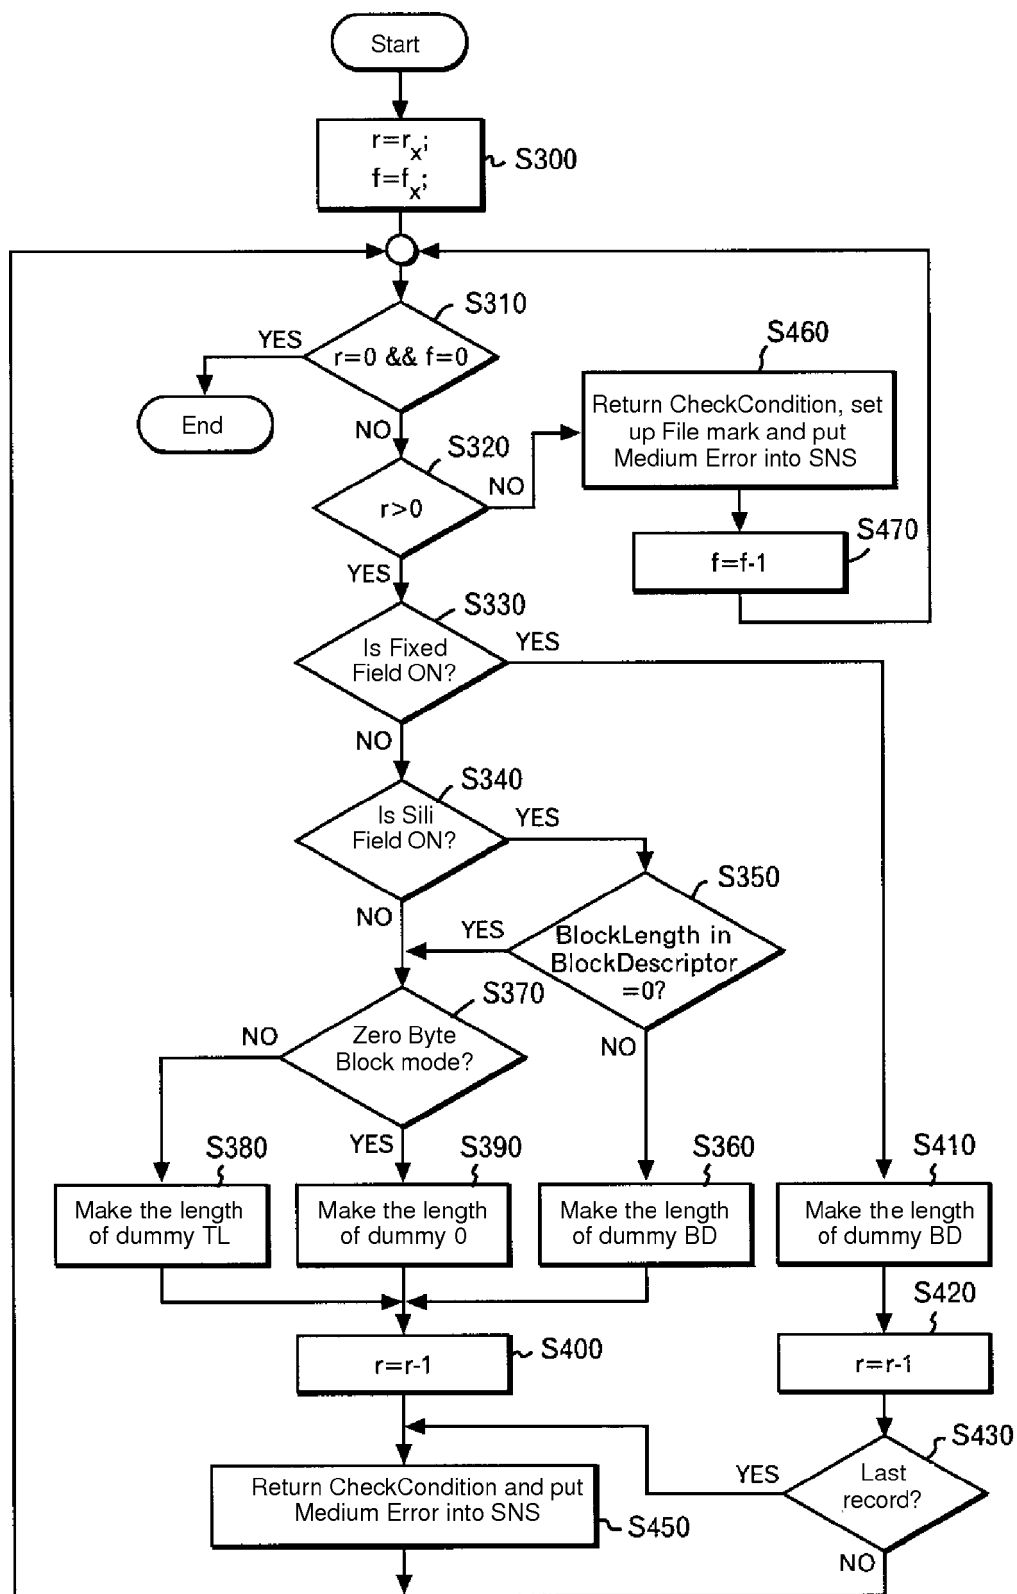 Start
r=rx;
f=fx;
S300
S310
YES
r=0 && f=0
End
NO
S320
r>0
NO
S460
Return CheckCondition, set
up File mark and put
Medium Error into SNS
S470
f=f-1
YES
S330
Is Fixed
Field ON?
YES
NO
S340
Is Sili
Field ON?
YES
NO
S350
YES
BlockLength in
BlockDescriptor
=0?
NO
S370
NO
Zero Byte
Block mode?
YES
S380
Make the length
of dummy TL
S390
Make the length
of dummy 0
S360
Make the length
of dummy BD
S410
Make the length
of dummy BD
S400
r=r-1
S420
r=r-1
S430
YES
Last
record?
NO
Return CheckCondition and put
Medium Error into SNS
S450